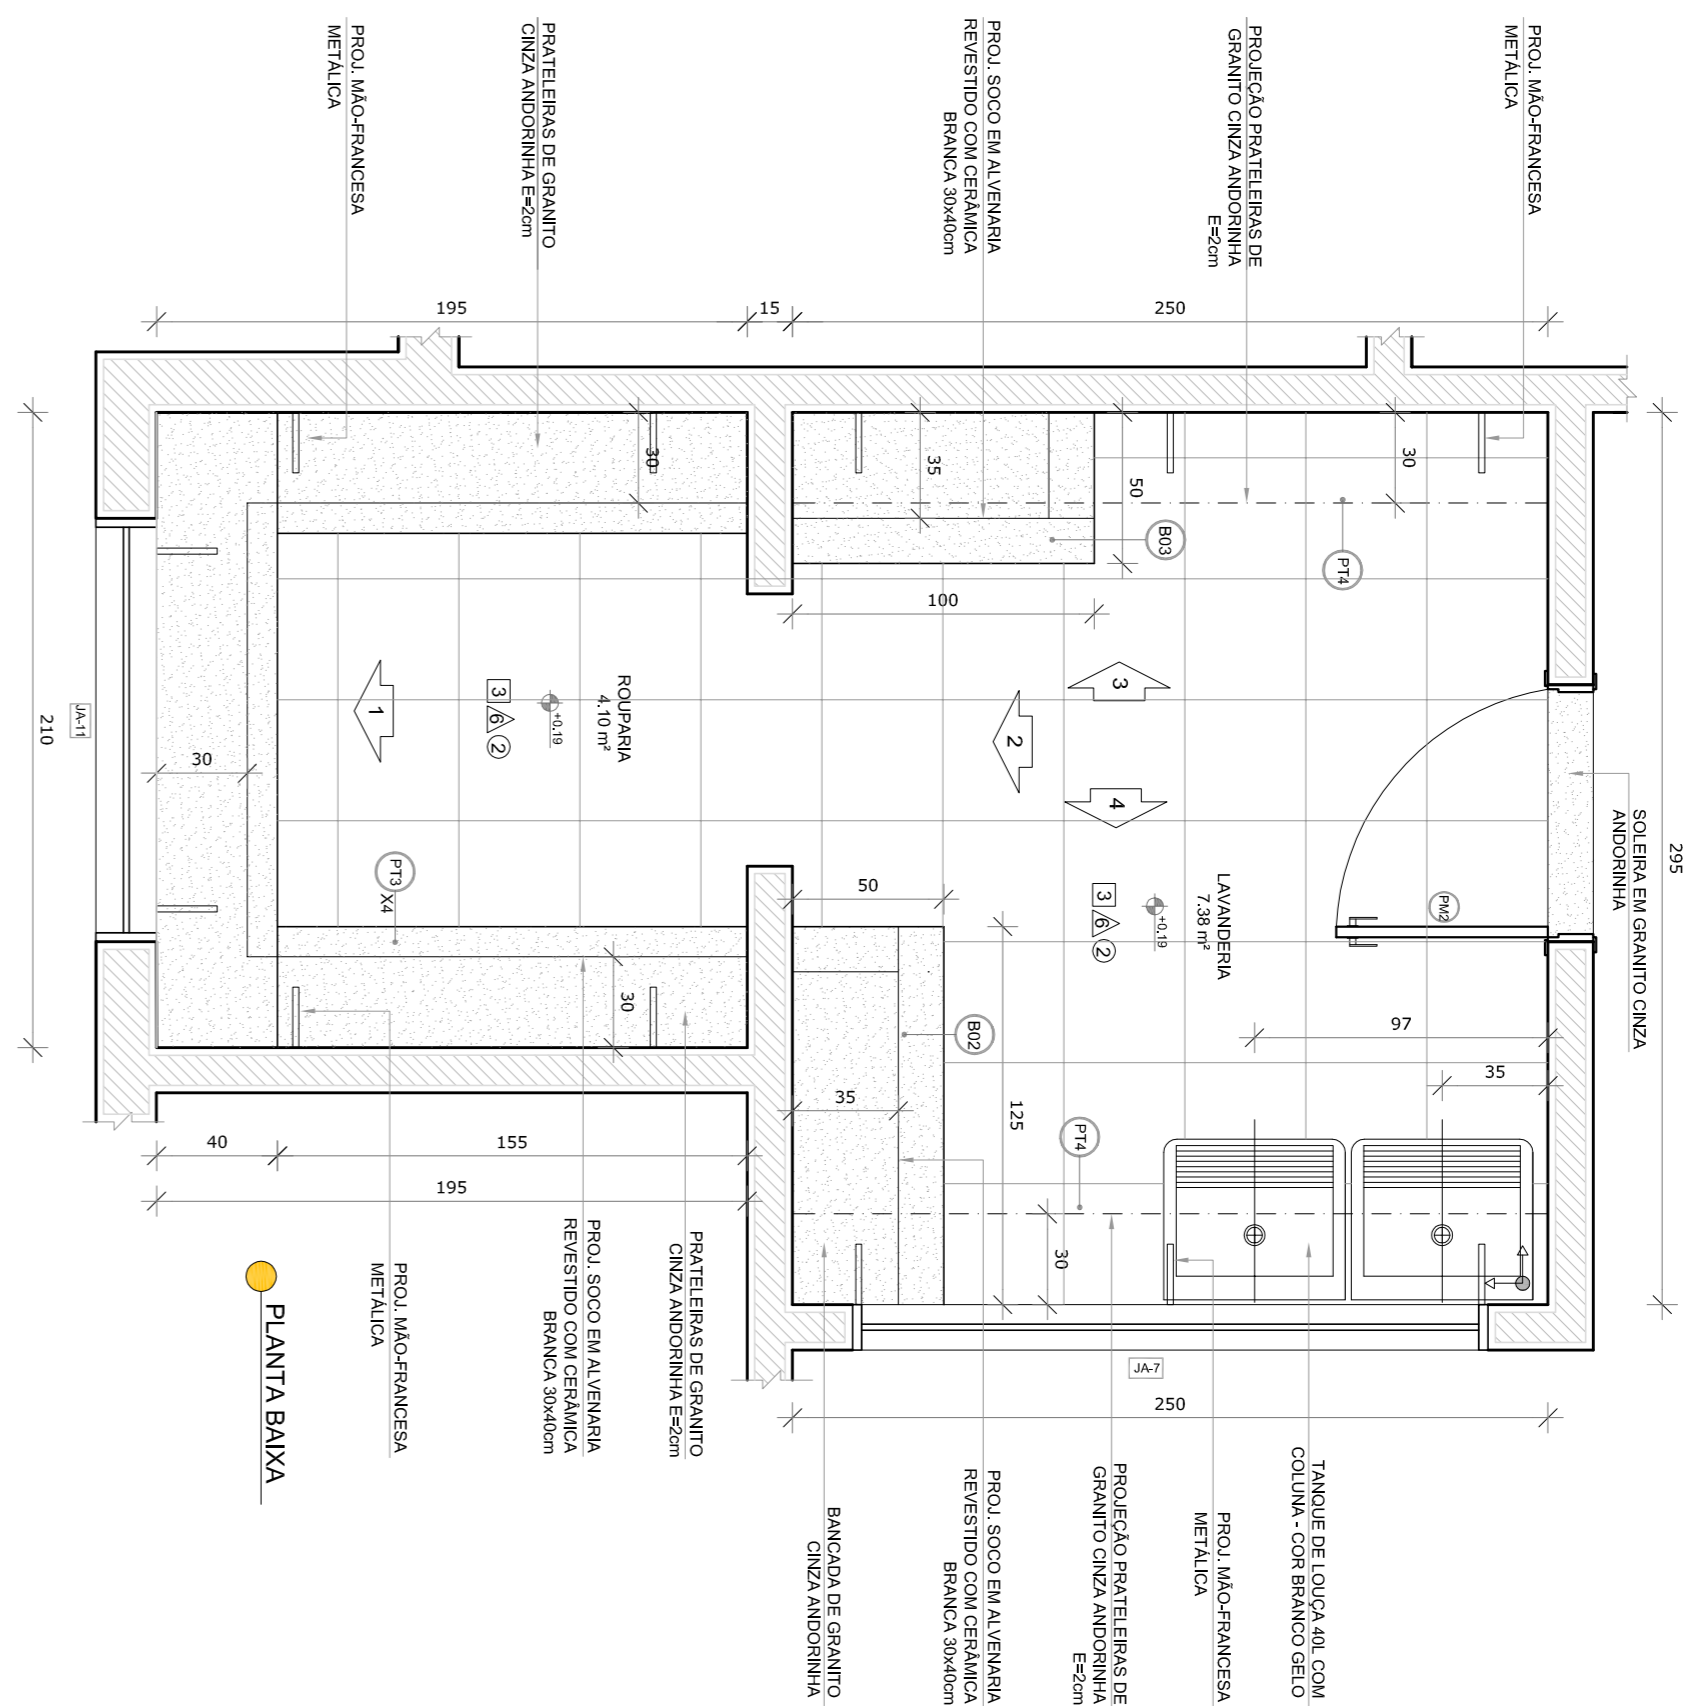 PROJ. MÃO-FRANCESA
METÁLICA
PRATELEIRAS DE GRANITO
CINZA ANDORINHA E=2cm
PROJ. SOCO EM ALVENARIA
REVESTIDO COM CERÂMICA
BRANCA 30x40cm
PROJEÇÃO PRATELEIRAS DE
GRANITO CINZA ANDORINHA
E=2cm
PROJ. MÃO-FRANCESA
METÁLICA
195
15
250
30
35
50
30
B03
PT4
100
210
JA-11
30
1
3 6 2
+0.19
ROUPARIA
4.10 m²
3
2
4
SOLEIRA EM GRANITO CINZA
ANDORINHA
295
PT3
X4
50
LAVANDERIA
7.38 m²
+0.19
3 6 2
PM2
30
B02
97
35
35
125
PT4
30
40
155
195
JA-7
250
PRATELEIRAS DE GRANITO
CINZA ANDORINHA E=2cm
PROJ. SOCO EM ALVENARIA
REVESTIDO COM CERÂMICA
BRANCA 30x40cm
PROJ. MÃO-FRANCESA
METÁLICA
PLANTA BAIXA
TANQUE DE LOUÇA 40L COM
COLUNA - COR BRANCO GELO
PROJ. MÃO-FRANCESA
METÁLICA
PROJEÇÃO PRATELEIRAS DE
GRANITO CINZA ANDORINHA
E=2cm
PROJ. SOCO EM ALVENARIA
REVESTIDO COM CERÂMICA
BRANCA 30x40cm
BANCADA DE GRANITO
CINZA ANDORINHA